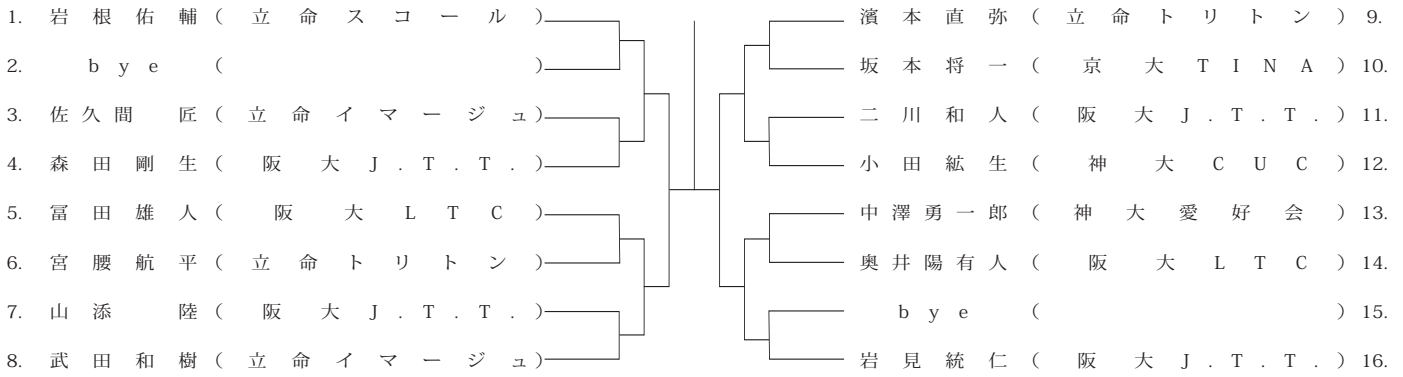 1. 岩根佑輔(立命スコール)
2. bye ( )
3. 佐久間 匠(立命イマージュ)
4. 森田剛生(阪大J.T.T.)
5. 冨田雄人(阪大LTC)
6. 宮腰航平(立命トリトン)
7. 山添 陸(阪大J.T.T.)
8. 武田和樹(立命イマージュ)
濱本直弥(立命トリトン) 9.
坂本将一(京大TINA) 10.
二川和人(阪大J.T.T.) 11.
小田紘生(神大CUC) 12.
中澤勇一郎(神大愛好会) 13.
奥井陽有人(阪大LTC) 14.
bye ( ) 15.
岩見統仁(阪大J.T.T.) 16.